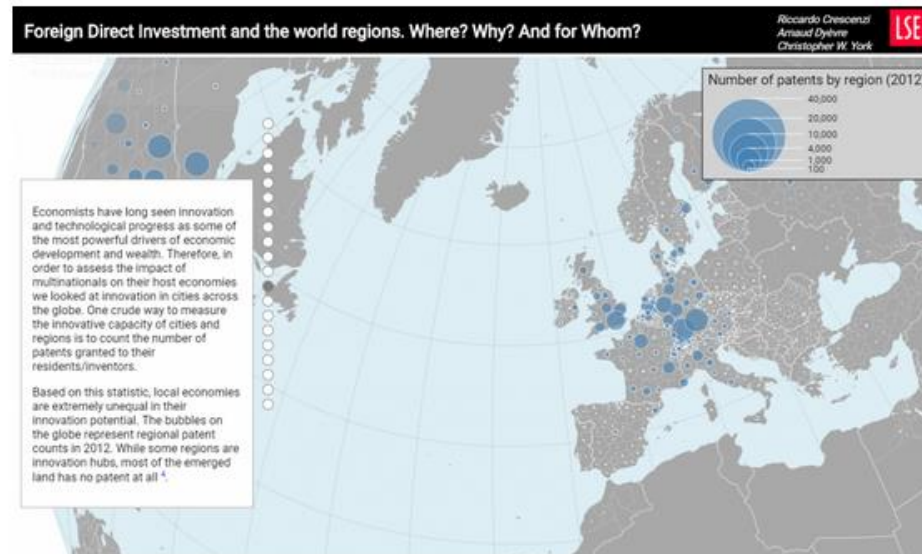 Foreign Direct Investment and the world regions. Where? Why? And for Whom?
Riccardo Crescenzi
Arnaud Dyèvre
Christopher W. York
LSE
Number of patents by region (2012
40,000
20,000
10,000
4,000
1,000
100
Economists have long seen innovation
and technological progress as some of
the most powerful drivers of economic
development and wealth. Therefore, in
order to assess the impact of
multinationals on their host economies
we looked at innovation in cities across
the globe. One crude way to measure
the innovative capacity of cities and
regions is to count the number of
patents granted to their
residents/inventors.
Based on this statistic, local economies
are extremely unequal in their
innovation potential. The bubbles on
the globe represent regional patent
counts in 2012. While some regions are
innovation hubs, most of the emerged
land has no patent at all 4.